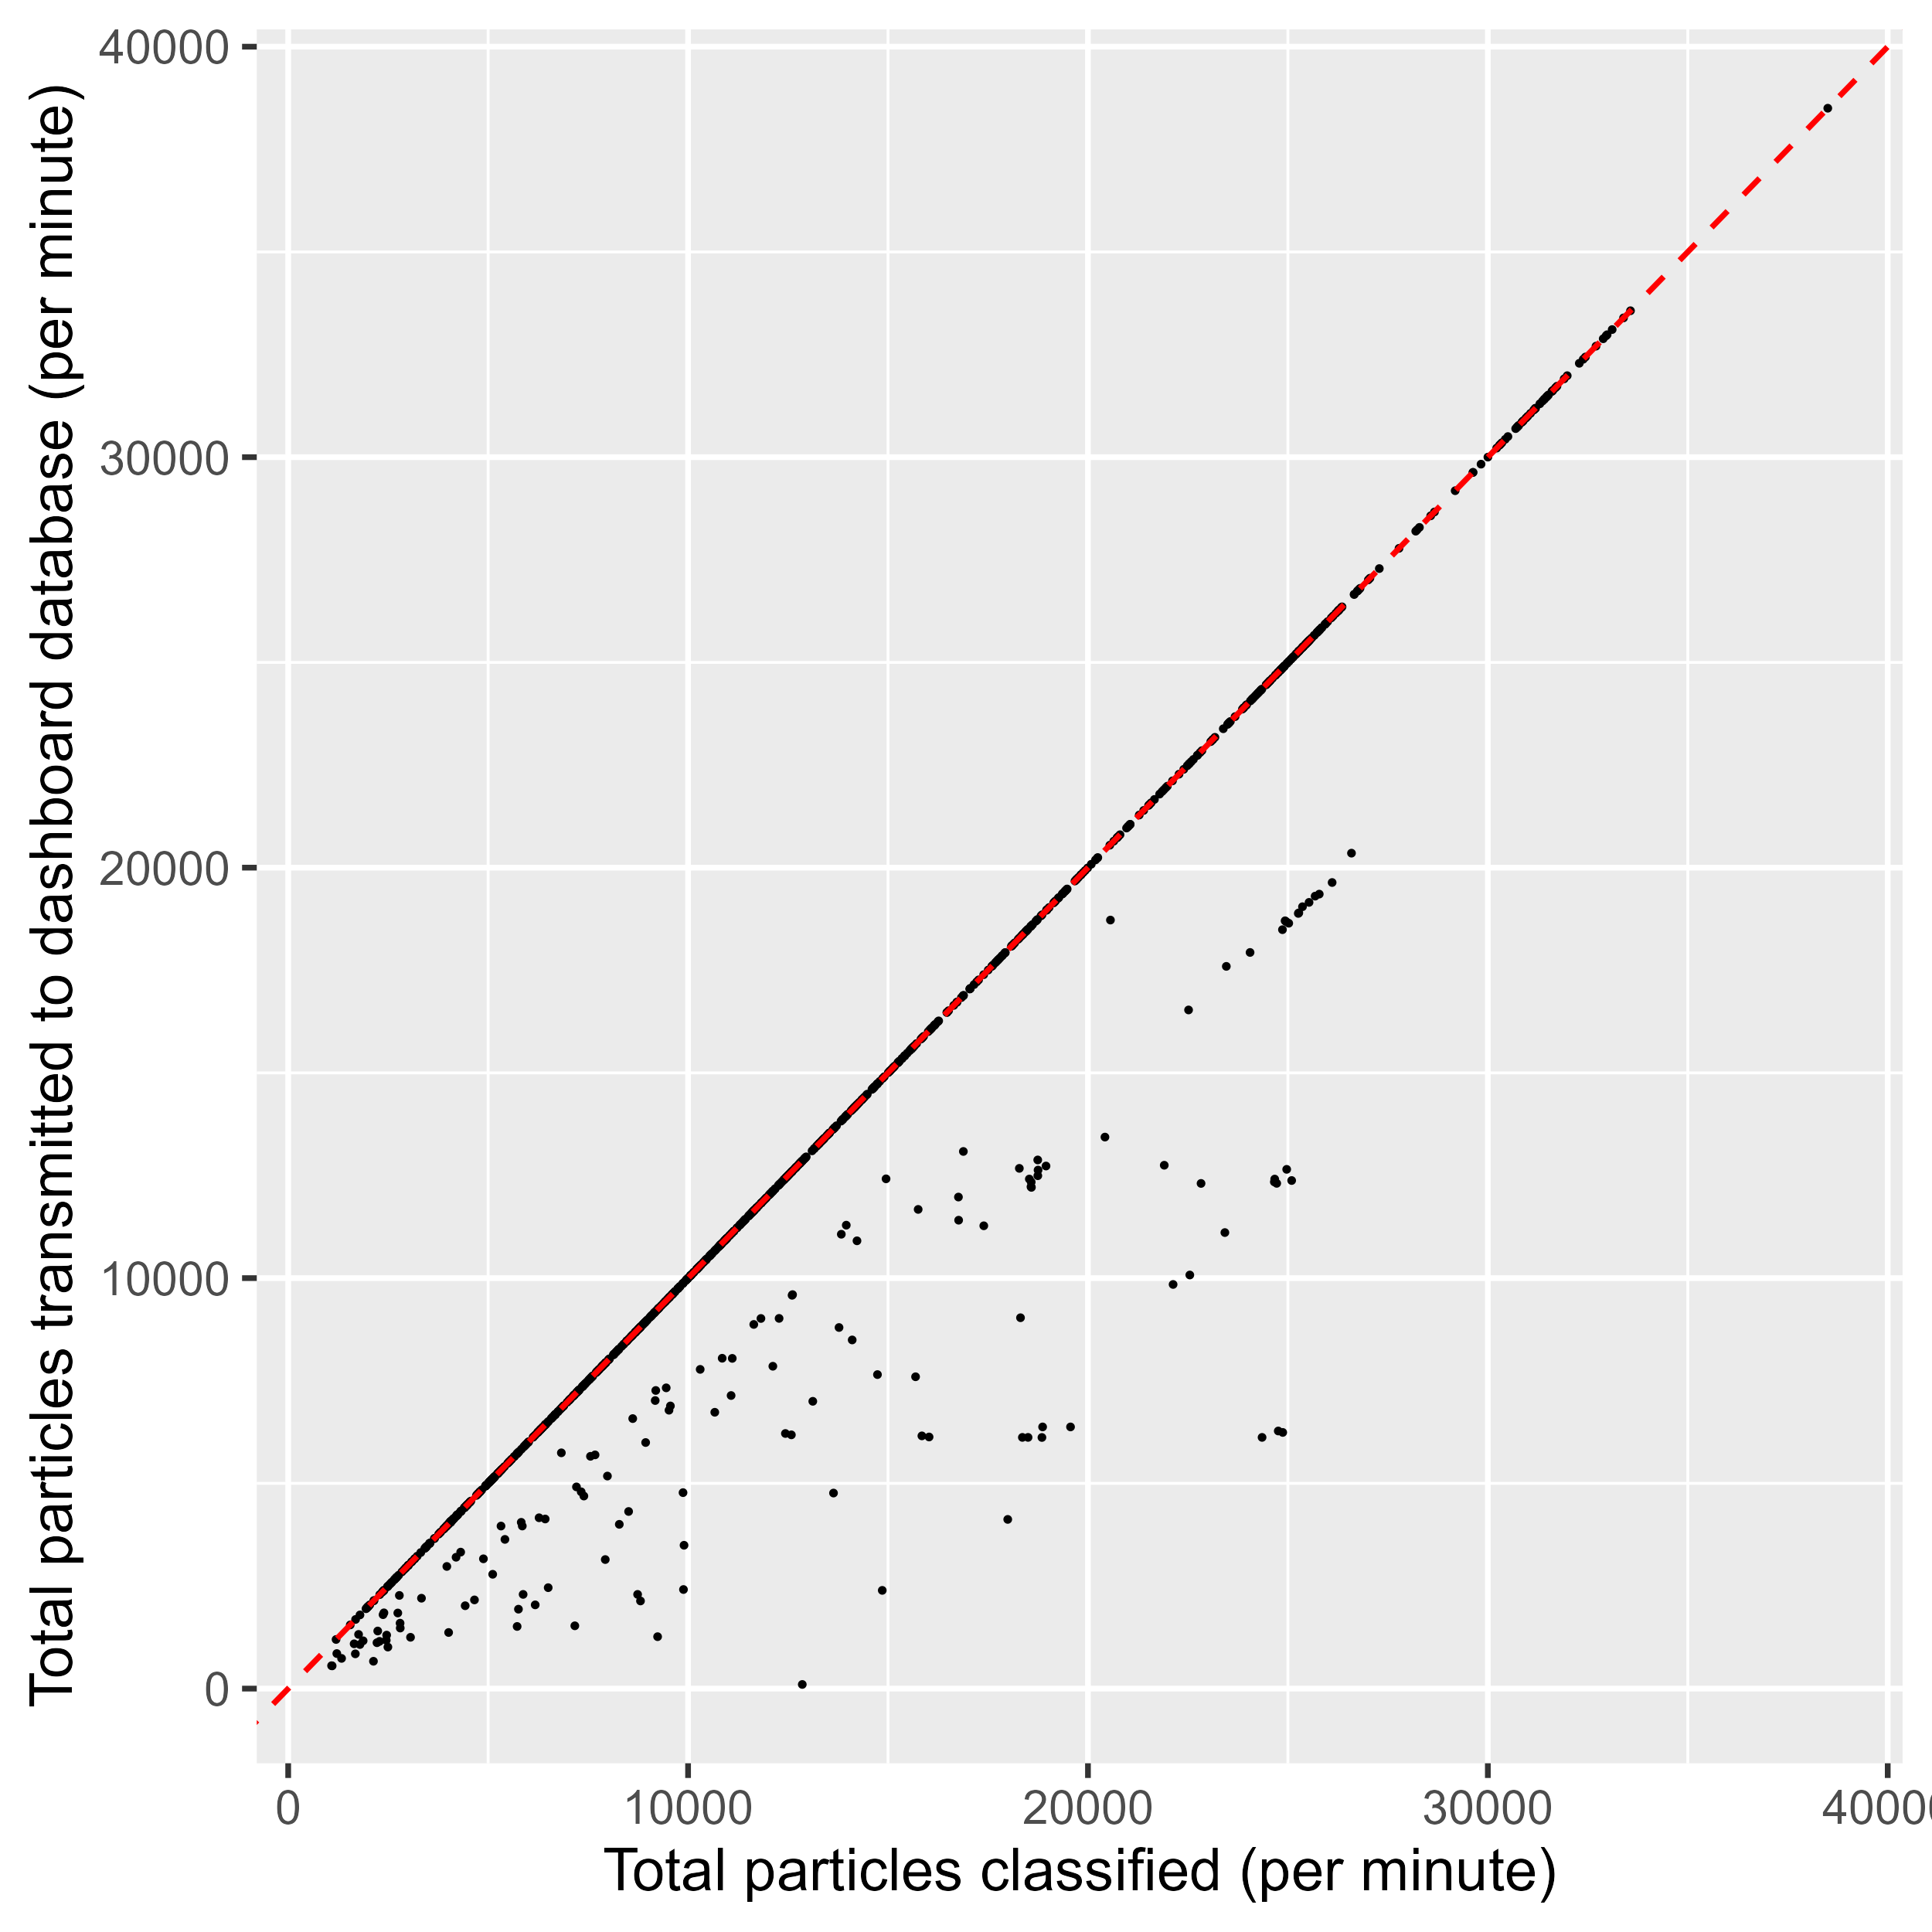 Total particles transmitted to dashboard database (per minute)
40000
30000
20000
10000
0
0 10000 20000 30000 4000
Total particles classified (per minute)